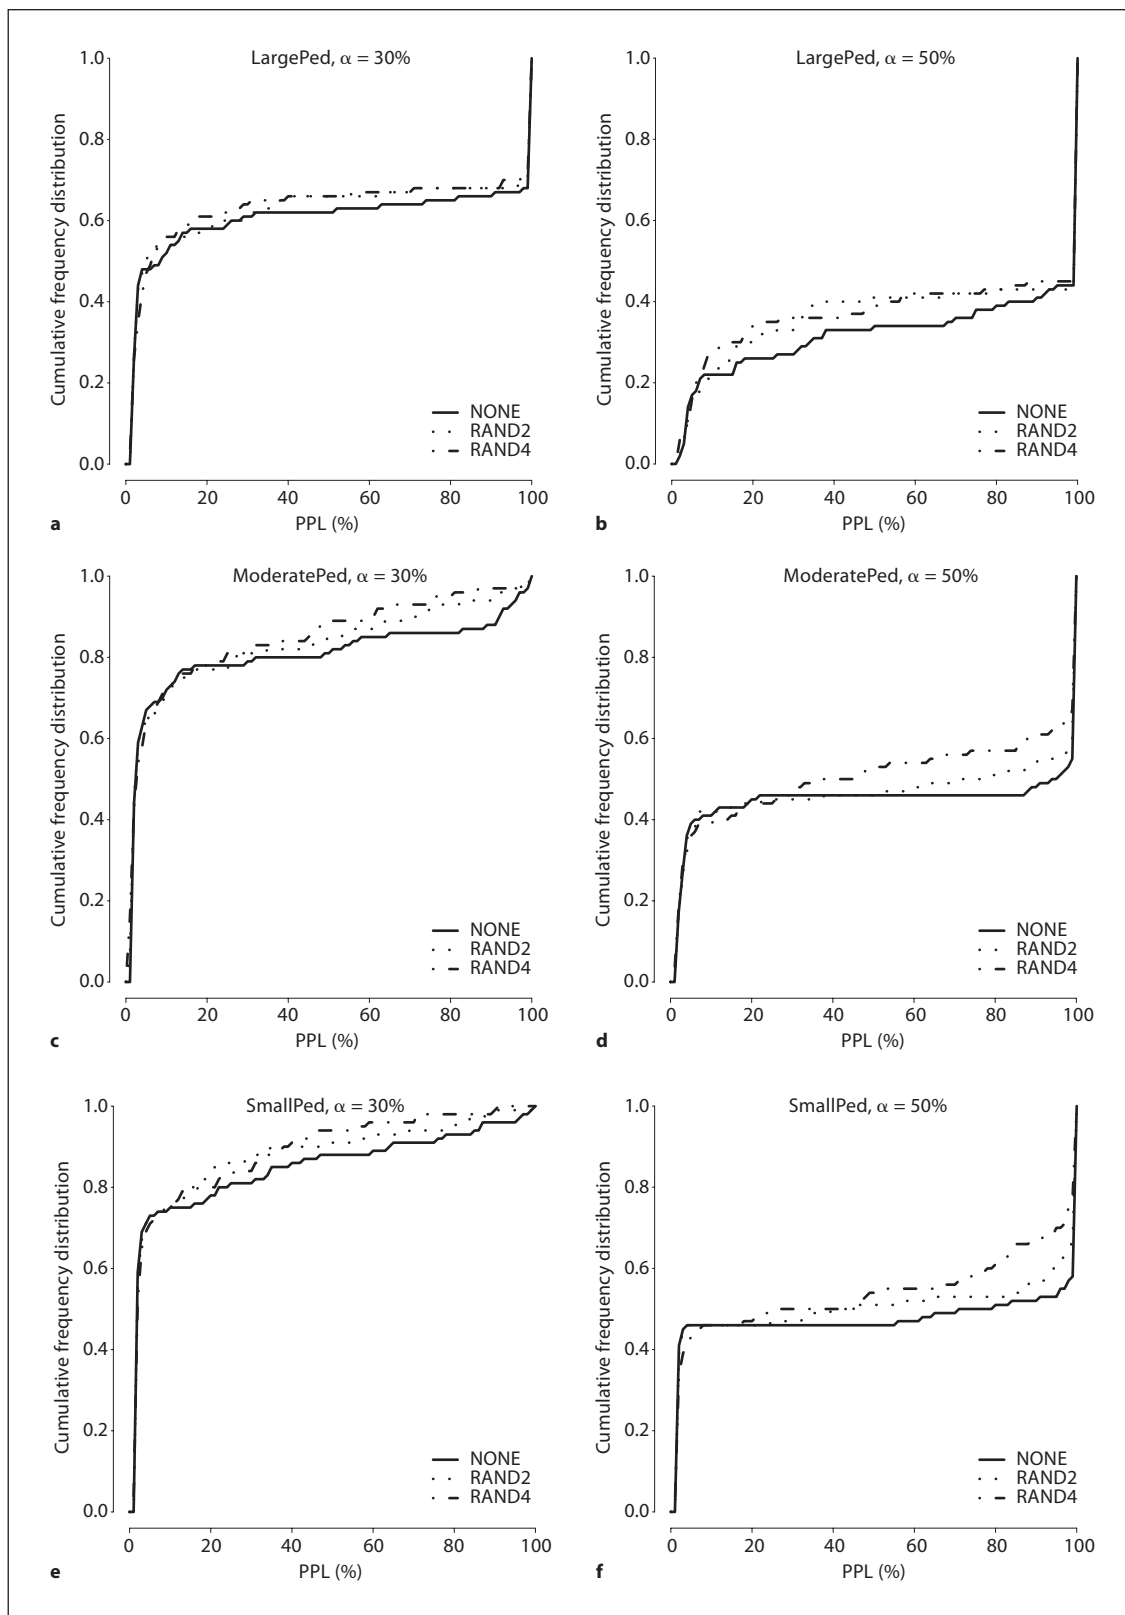 LargePed, α = 30%
Cumulative frequency distribution
1.0
0.8
0.6
0.4
0.2
0.0
NONE
RAND2
RAND4
0 20 40 60 80 100
a PPL (%)
LargePed, α = 50%
Cumulative frequency distribution
1.0
0.8
0.6
0.4
0.2
0.0
NONE
RAND2
RAND4
0 20 40 60 80 100
b PPL (%)
ModeratePed, α = 30%
Cumulative frequency distribution
1.0
0.8
0.6
0.4
0.2
0.0
NONE
RAND2
RAND4
0 20 40 60 80 100
c PPL (%)
ModeratePed, α = 50%
Cumulative frequency distribution
1.0
0.8
0.6
0.4
0.2
0.0
NONE
RAND2
RAND4
0 20 40 60 80 100
d PPL (%)
SmallPed, α = 30%
Cumulative frequency distribution
1.0
0.8
0.6
0.4
0.2
0.0
NONE
RAND2
RAND4
0 20 40 60 80 100
e PPL (%)
SmallPed, α = 50%
Cumulative frequency distribution
1.0
0.8
0.6
0.4
0.2
0.0
NONE
RAND2
RAND4
0 20 40 60 80 100
f PPL (%)